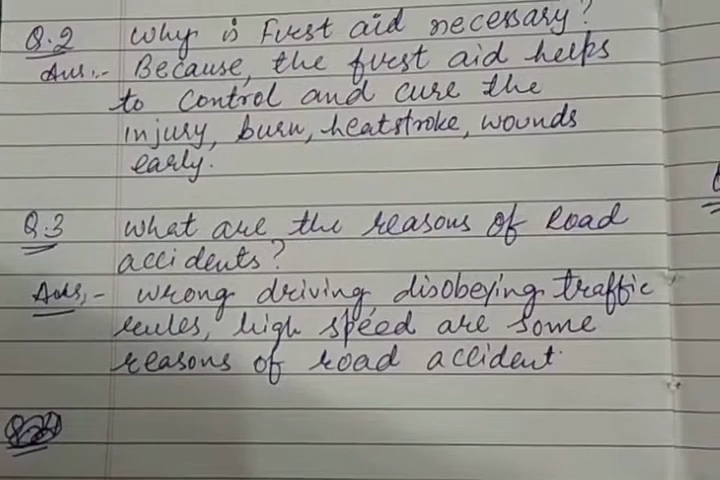 Q.2 Why is First aid necessary?
Ans:- Because, the first aid helps
to control and cure the
injury, burn, heatstroke, wounds
early.
Q.3 What are the reasons of Road
accidents?
Ans,- wrong driving, disobeying traffic
rules, high speed are some
reasons of road accident.